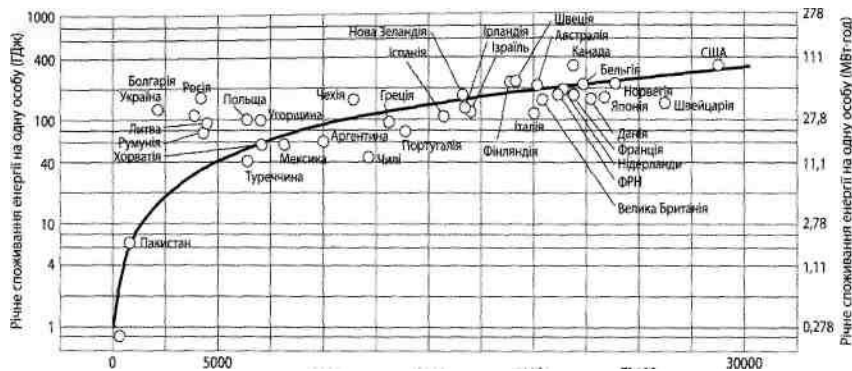 Річне споживання енергії на одну особу (ГДж)
1000
400
100
40
10
4
1
Болгарія
Україна
Росія
Литва
Румунія
Хорватія
Польща
Угорщина
Туреччина
Мексика
Пакистан
Чехія
Греція
Аргентина
Чилі
Португалія
Нова Зеландія
Іспанія
Ірландія
Ізраїль
Швеція
Австралія
Канада
Фінляндія
Італія
Бельгія
Норвегія
Японія
Швейцарія
США
Данія
Франція
Нідерланди
ФРН
Велика Британія
278
111
27,8
11,1
2,78
1,11
0,278
Річне споживання енергії на одну особу (МВт·год)
0
5000
30000